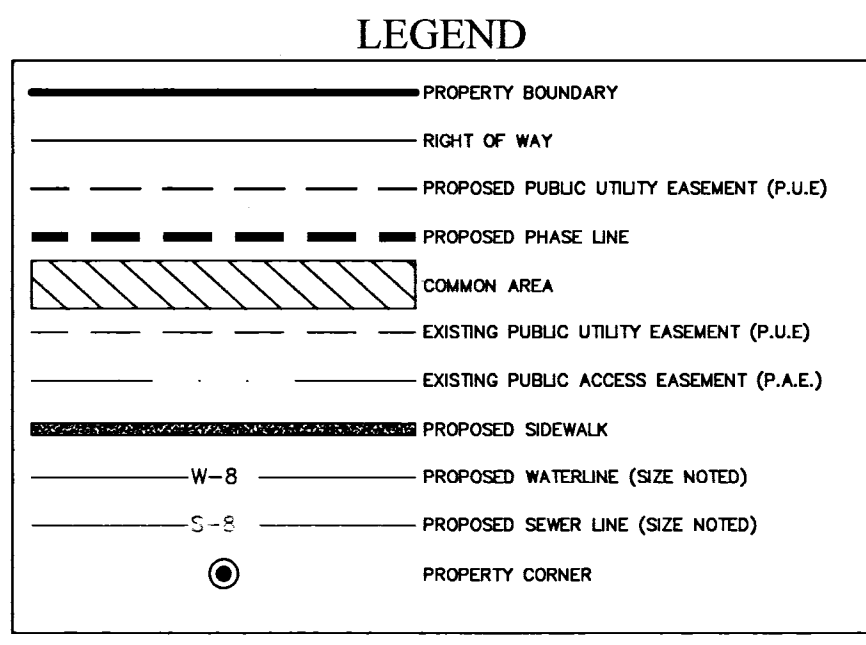 LEGEND
PROPERTY BOUNDARY
RIGHT OF WAY
PROPOSED PUBLIC UTILITY EASEMENT (P.U.E)
PROPOSED PHASE LINE
COMMON AREA
EXISTING PUBLIC UTILITY EASEMENT (P.U.E)
EXISTING PUBLIC ACCESS EASEMENT (P.A.E.)
PROPOSED SIDEWALK
W-8 PROPOSED WATERLINE (SIZE NOTED)
S-8 PROPOSED SEWER LINE (SIZE NOTED)
PROPERTY CORNER